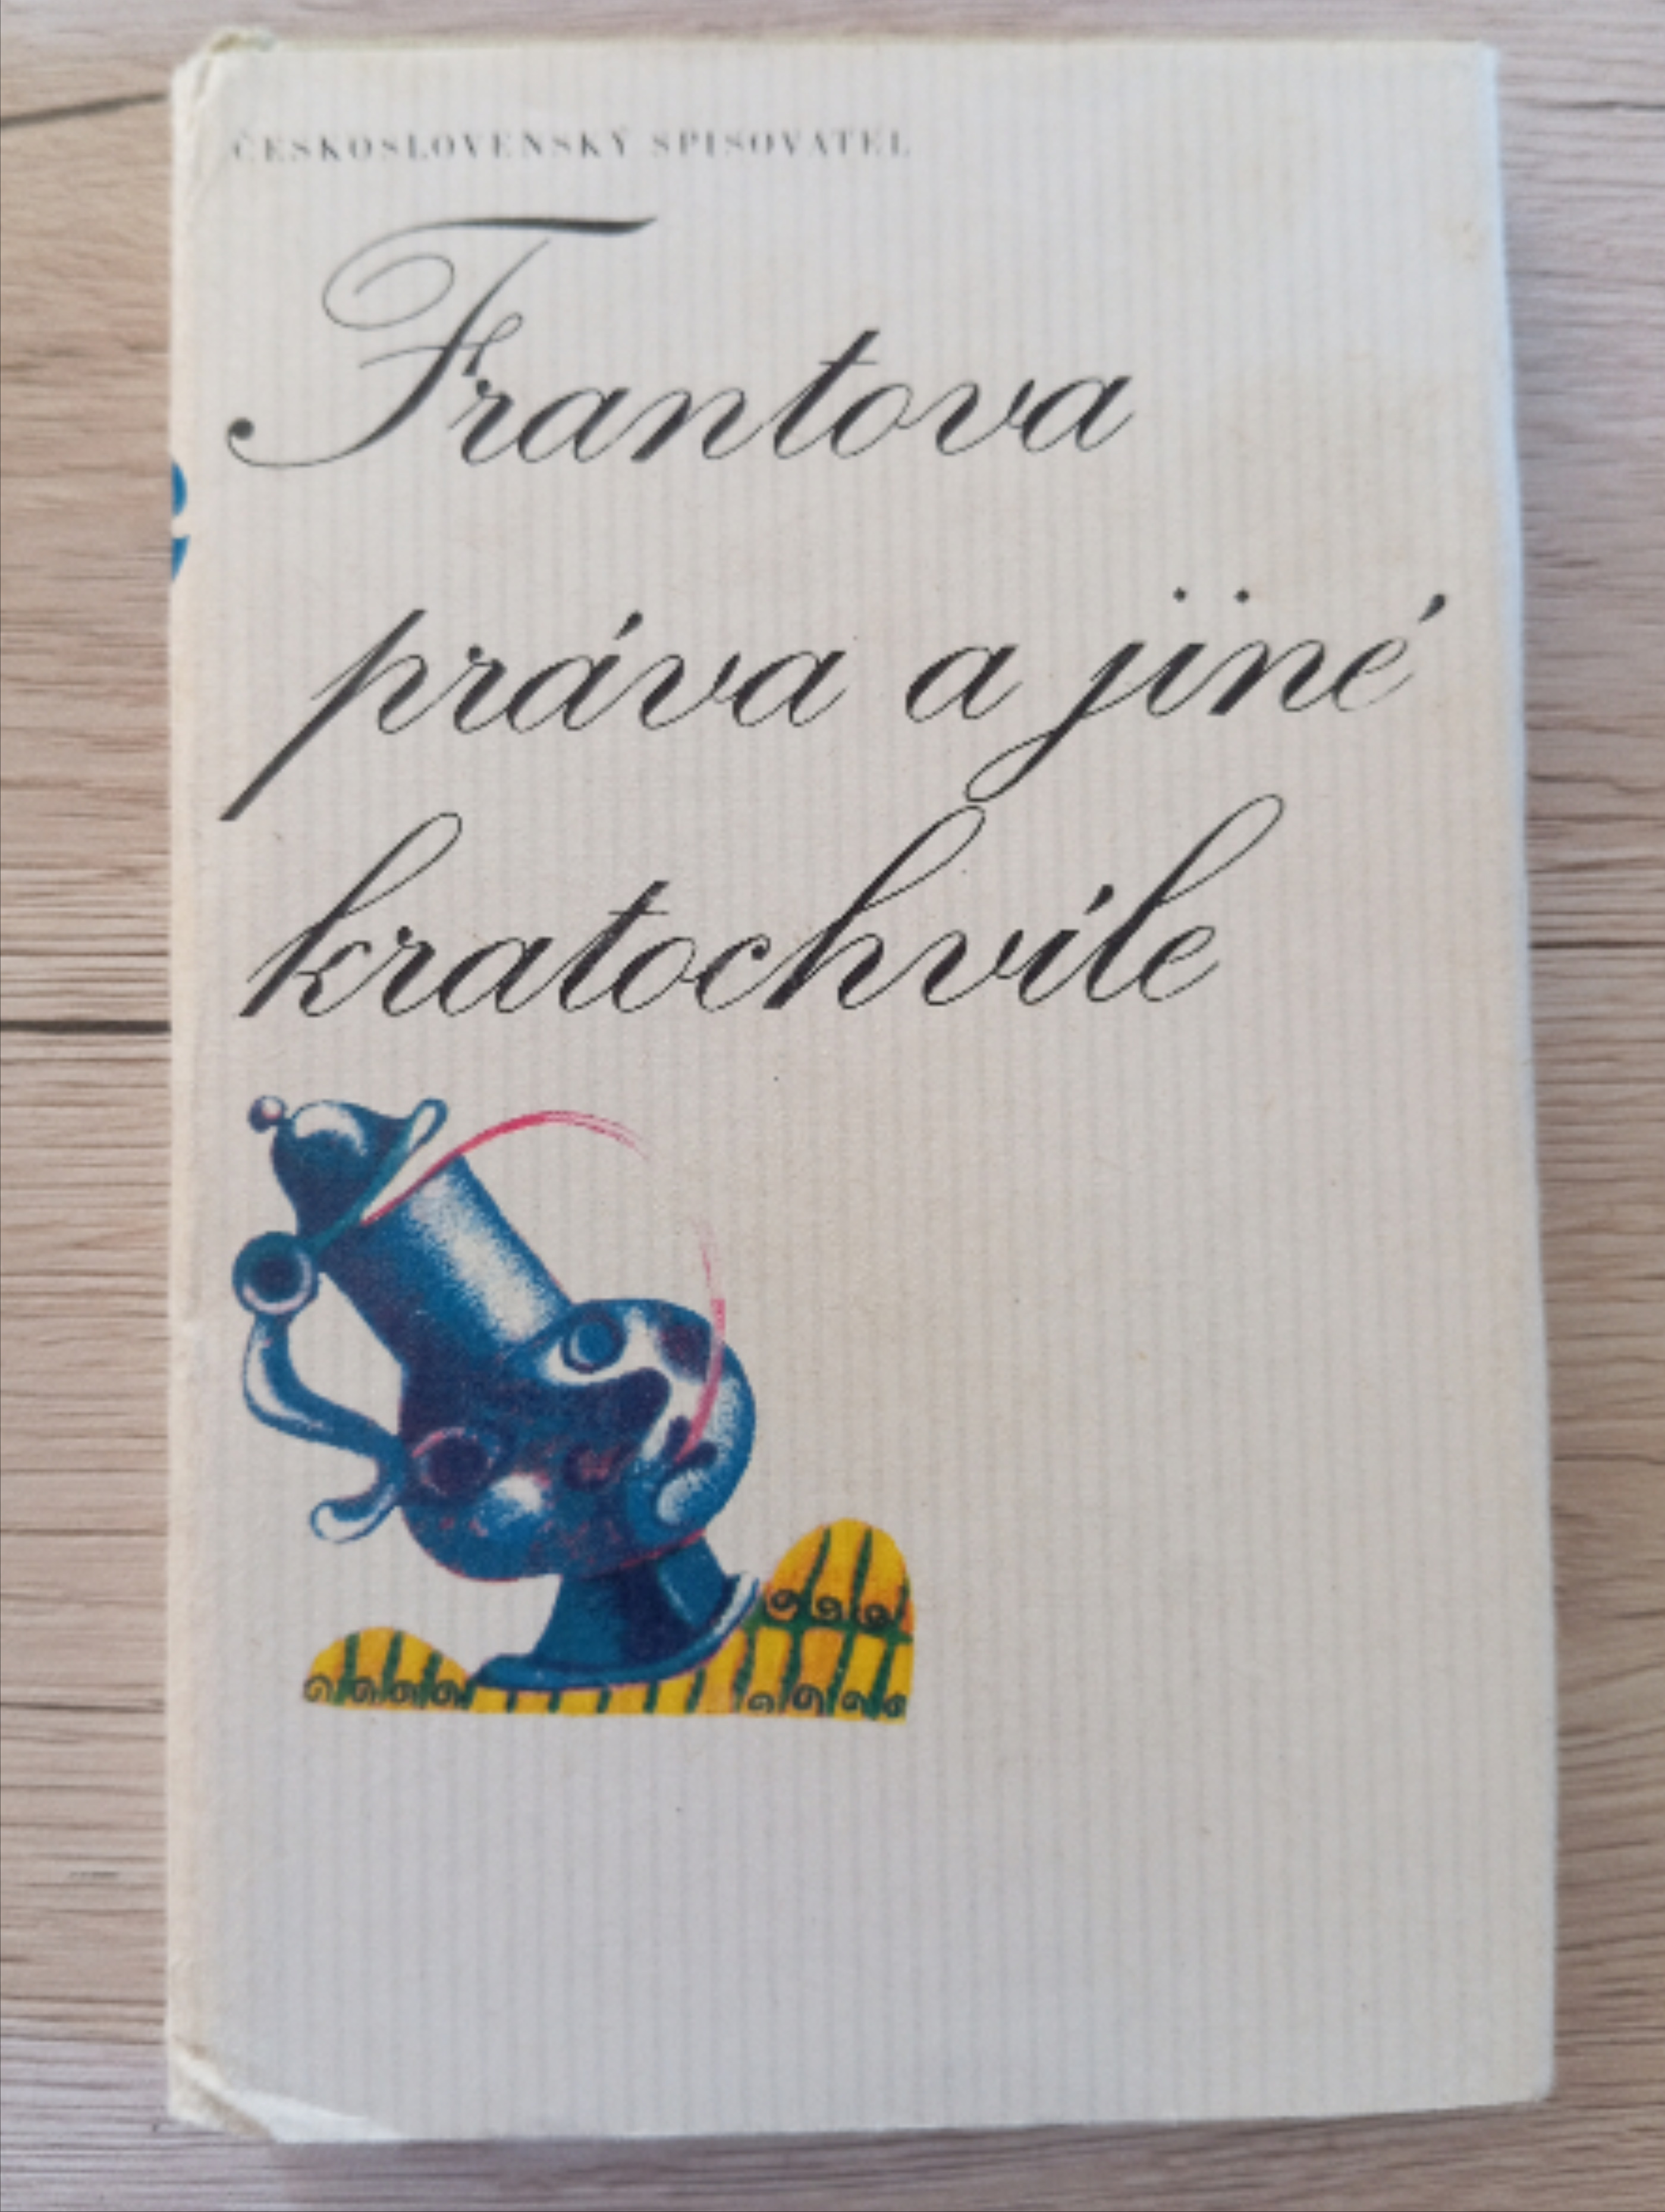 ČESKOSLOVENSKÝ SPISOVATEL
Frantova
práva a jiné
kratochvíle